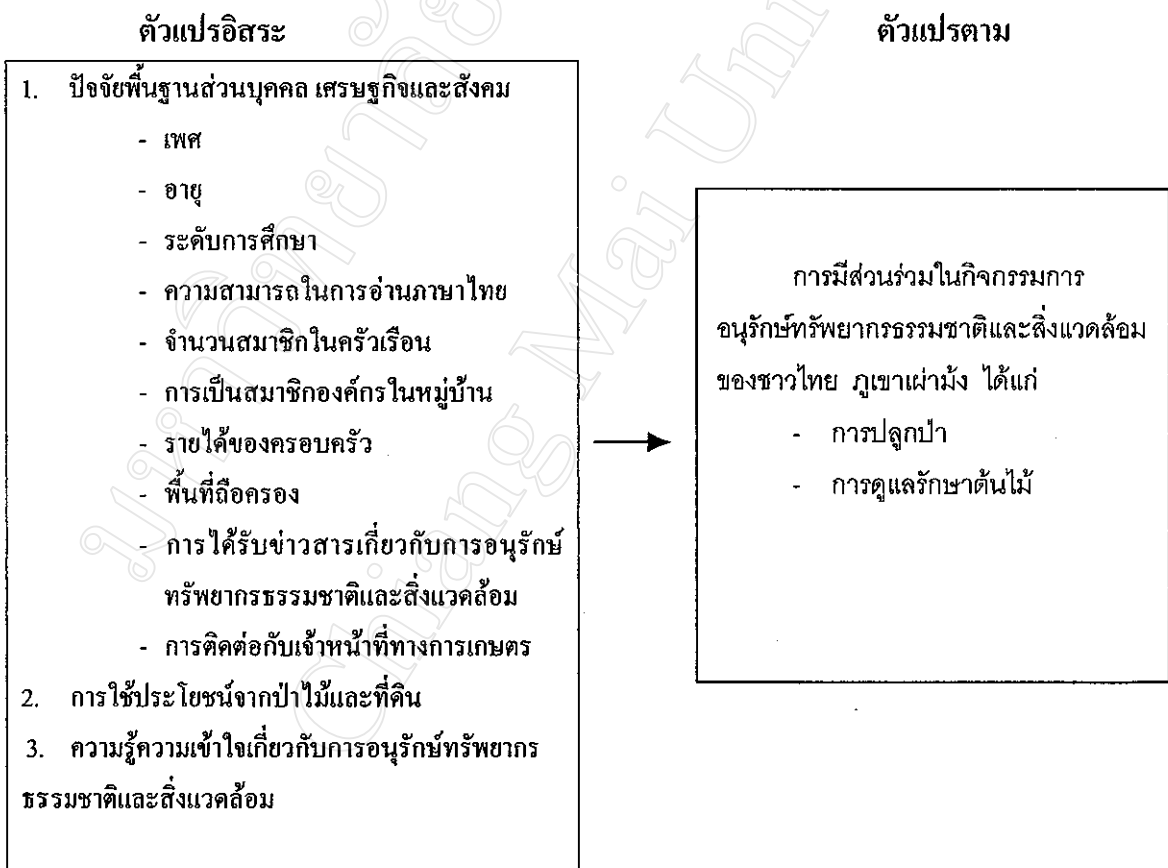 ตัวแปรอิสระ
ตัวแปรตาม
1. ปัจจัยพื้นฐานส่วนบุคคล เศรษฐกิจและสังคม
- เพศ
- อายุ
- ระดับการศึกษา
- ความสามารถในการอ่านภาษาไทย
- จำนวนสมาชิกในครัวเรือน
- การเป็นสมาชิกองค์กรในหมู่บ้าน
- รายได้ของครอบครัว
- พื้นที่ถือครอง
- การได้รับข่าวสารเกี่ยวกับการอนุรักษ์
ทรัพยากรธรรมชาติและสิ่งแวดล้อม
- การติดต่อกับเจ้าหน้าที่ทางการเกษตร
2. การใช้ประโยชน์จากป่าไม้และที่ดิน
3. ความรู้ความเข้าใจเกี่ยวกับการอนุรักษ์ทรัพยากร
ธรรมชาติและสิ่งแวดล้อม
การมีส่วนร่วมในกิจกรรมการ
อนุรักษ์ทรัพยากรธรรมชาติและสิ่งแวดล้อม
ของชาวไทย ภูเขาเผ่าม้ง ได้แก่
- การปลูกป่า
- การดูแลรักษาต้นไม้
มหาวิทยาลัย
Chiang Mai Uni